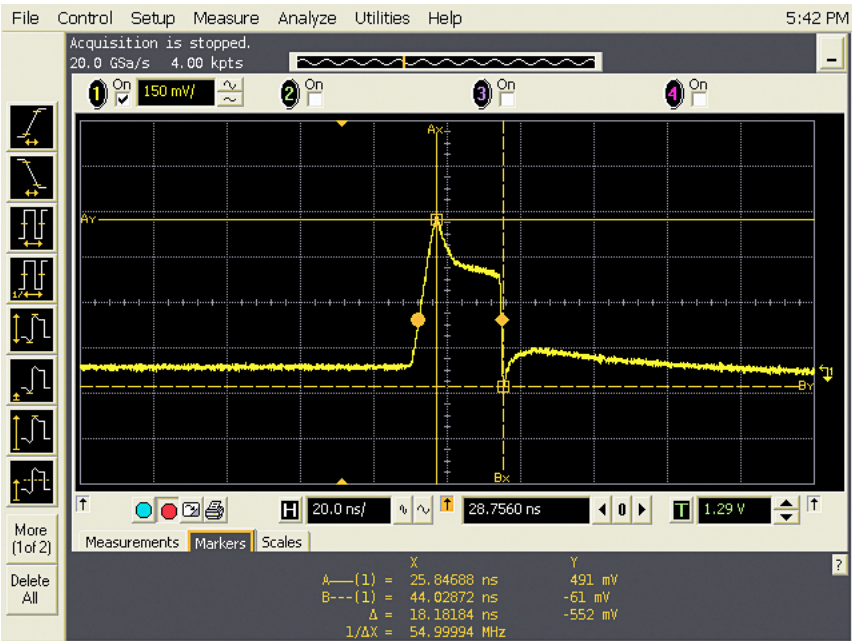 File Control Setup Measure Analyze Utilities Help 5:42 PM
Acquisition is stopped.
20.0 GSa/s 4.00 kpts
1 On 150 mV/ 2 On 3 On 4 On
Ax
Ay
1
By
Bx
1/
More
(1of 2)
Delete
All
H 20.0 ns/ 28.7560 ns 0 T 1.29 V
Measurements Markers Scales
?
X Y
A——(1) = 25.84688 ns 491 mV
B---(1) = 44.02872 ns -61 mV
Δ = 18.18184 ns -552 mV
1/ΔX = 54.99994 MHz